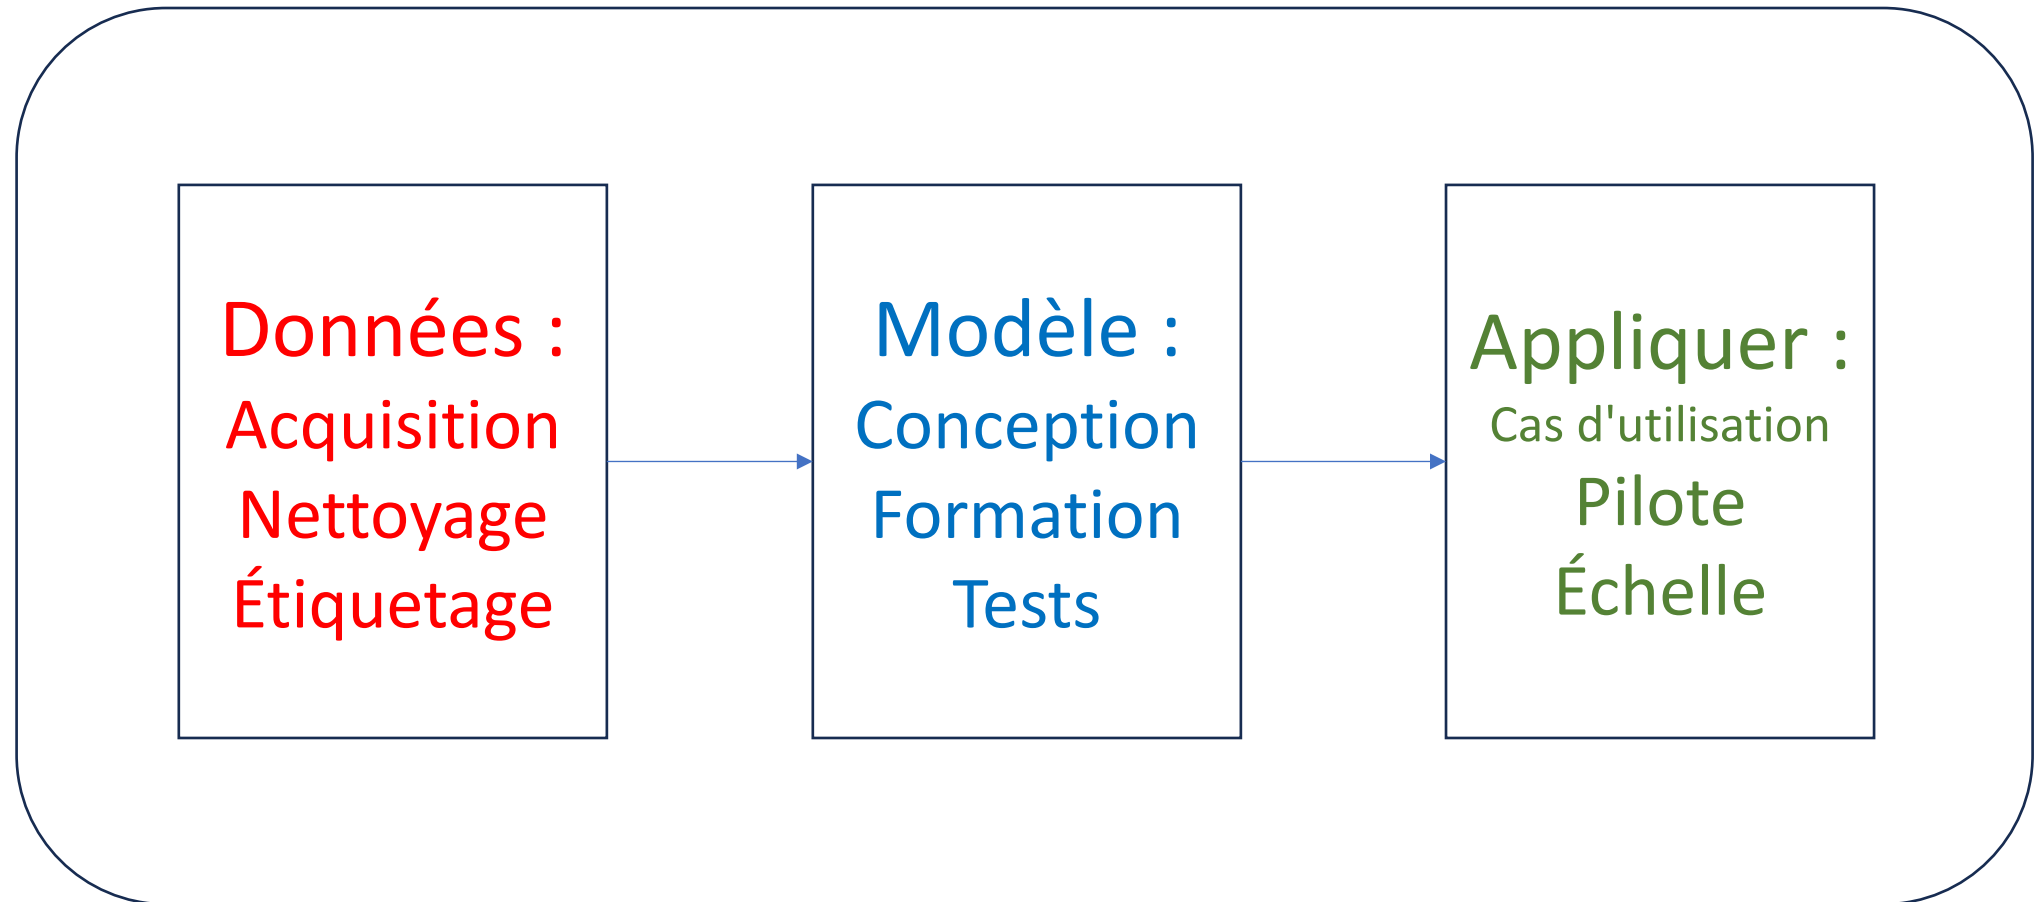 Données :
Acquisition
Nettoyage
Étiquetage
Modèle :
Conception
Formation
Tests
Appliquer :
Cas d'utilisation
Pilote
Échelle